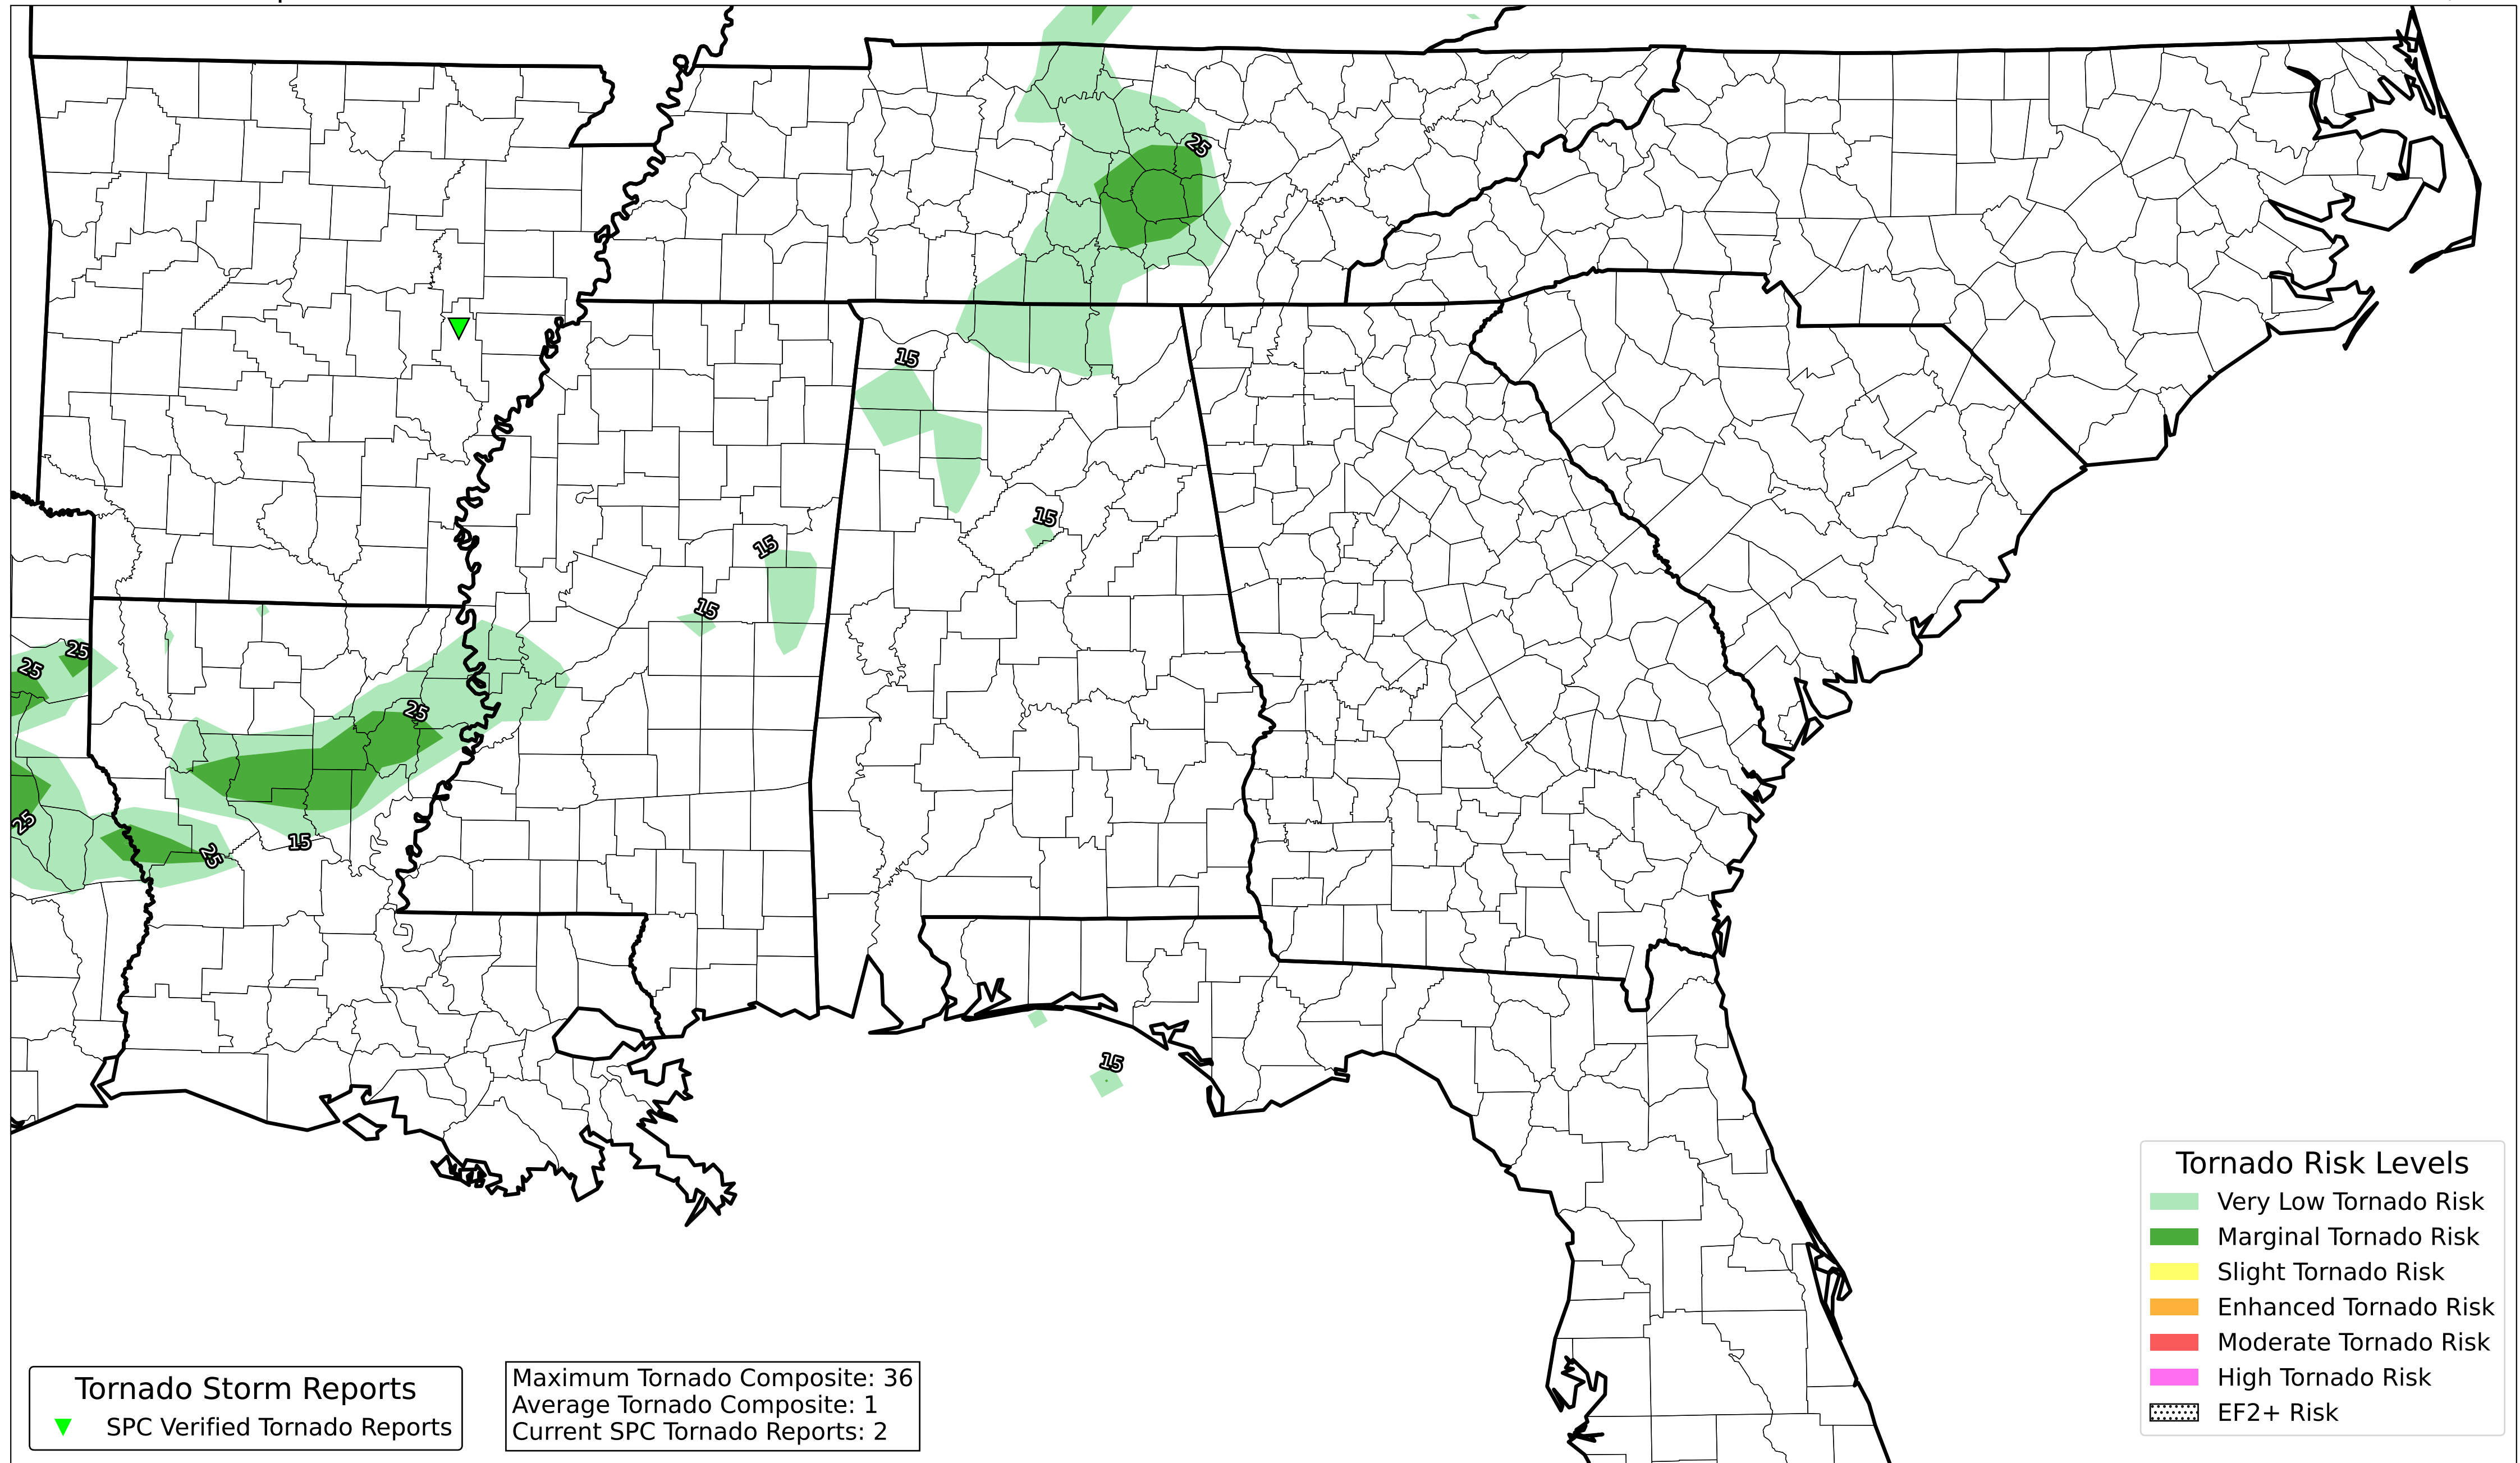 25
15
15
15
15
25
25
25
25
15
25
15
Tornado Risk Levels
Very Low Tornado Risk
Marginal Tornado Risk
Slight Tornado Risk
Enhanced Tornado Risk
Moderate Tornado Risk
High Tornado Risk
EF2+ Risk
Tornado Storm Reports
SPC Verified Tornado Reports
Maximum Tornado Composite: 36
Average Tornado Composite: 1
Current SPC Tornado Reports: 2